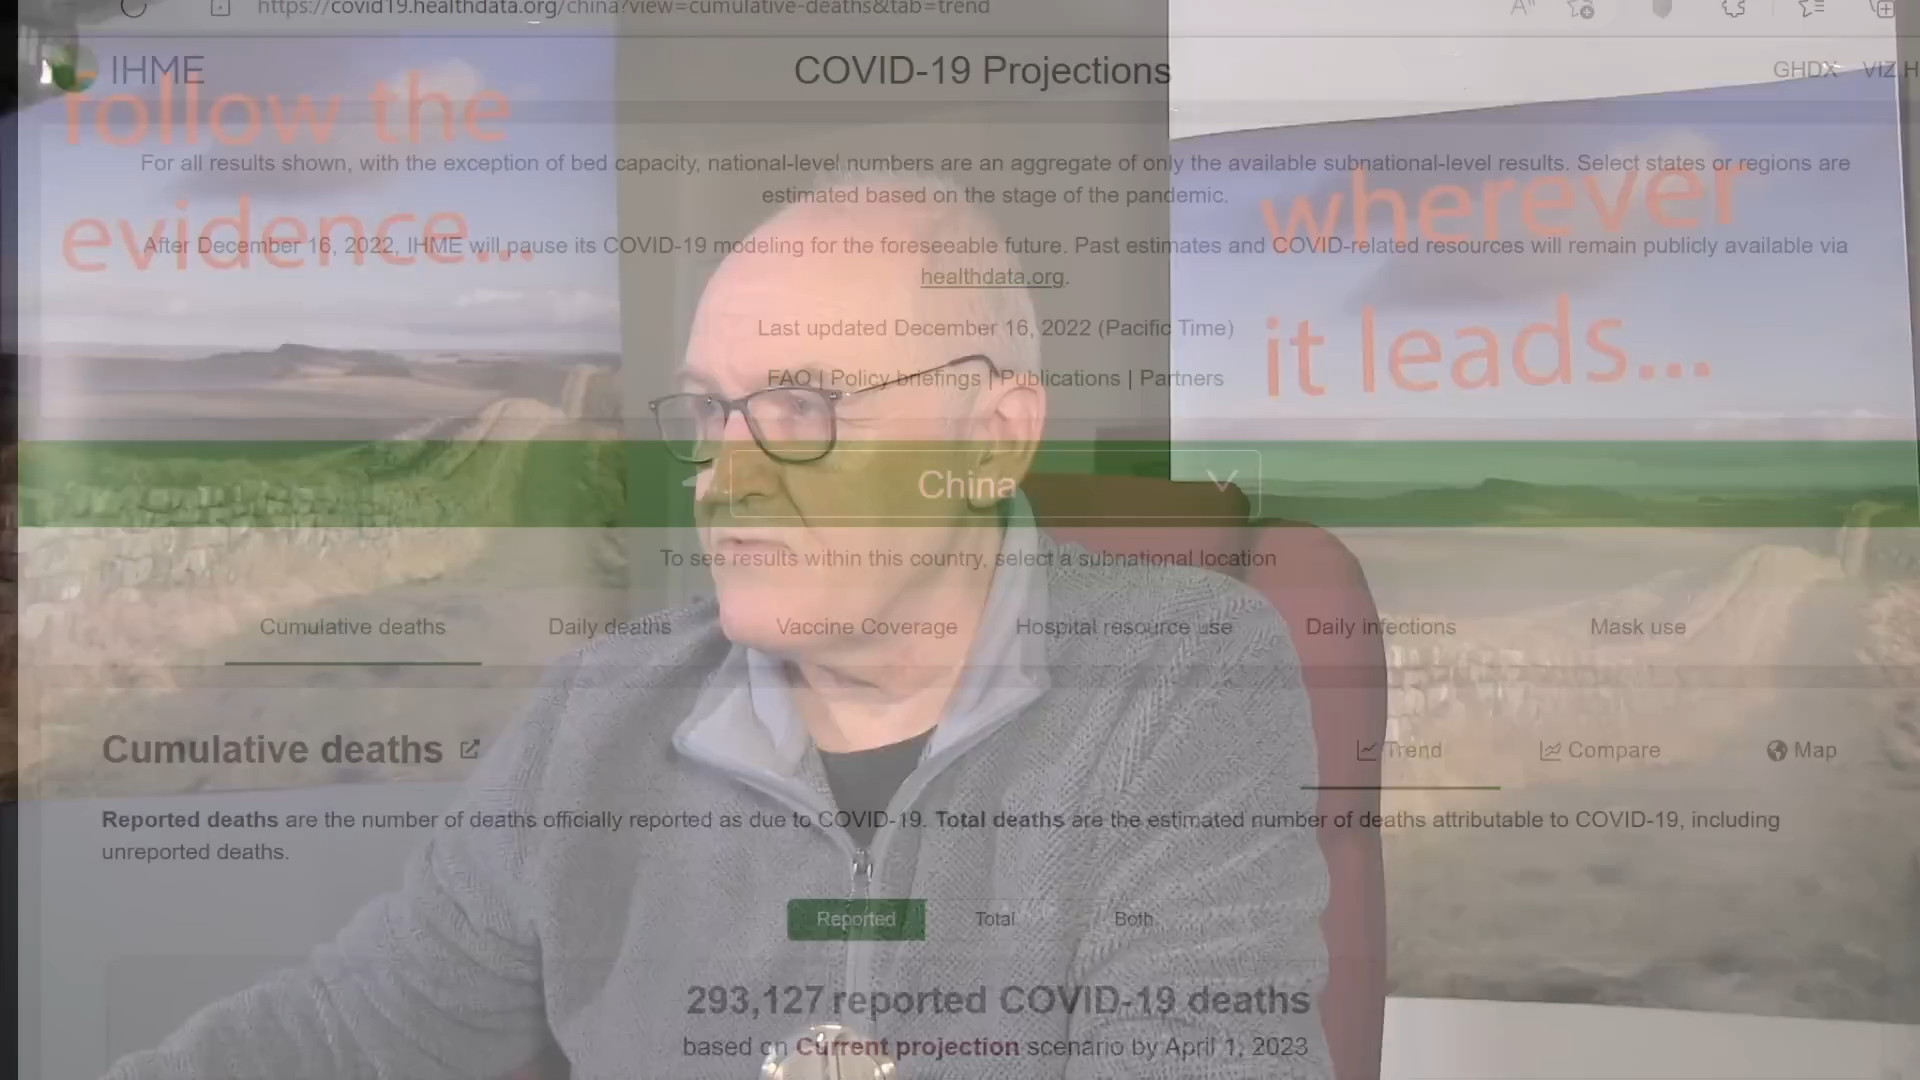 https://covid19.healthdata.org/china?view=cumulative-deaths&tab=trend
IHME
COVID-19 Projections
GHDX VIZ H
follow the
evidence...
wherever
it leads...
For all results shown, with the exception of bed capacity, national-level numbers are an aggregate of only the available subnational-level results. Select states or regions are
estimated based on the stage of the pandemic.
After December 16, 2022, IHME will pause its COVID-19 modeling for the foreseeable future. Past estimates and COVID-related resources will remain publicly available via
healthdata.org.
Last updated December 16, 2022 (Pacific Time)
FAQ | Policy briefings | Publications | Partners
China
To see results within this country, select a subnational location
Cumulative deaths Daily deaths Vaccine Coverage Hospital resource use Daily infections Mask use
Cumulative deaths
Trend Compare Map
Reported deaths are the number of deaths officially reported as due to COVID-19. Total deaths are the estimated number of deaths attributable to COVID-19, including
unreported deaths.
Reported Total Both
293,127 reported COVID-19 deaths
based on Current projection scenario by April 1, 2023